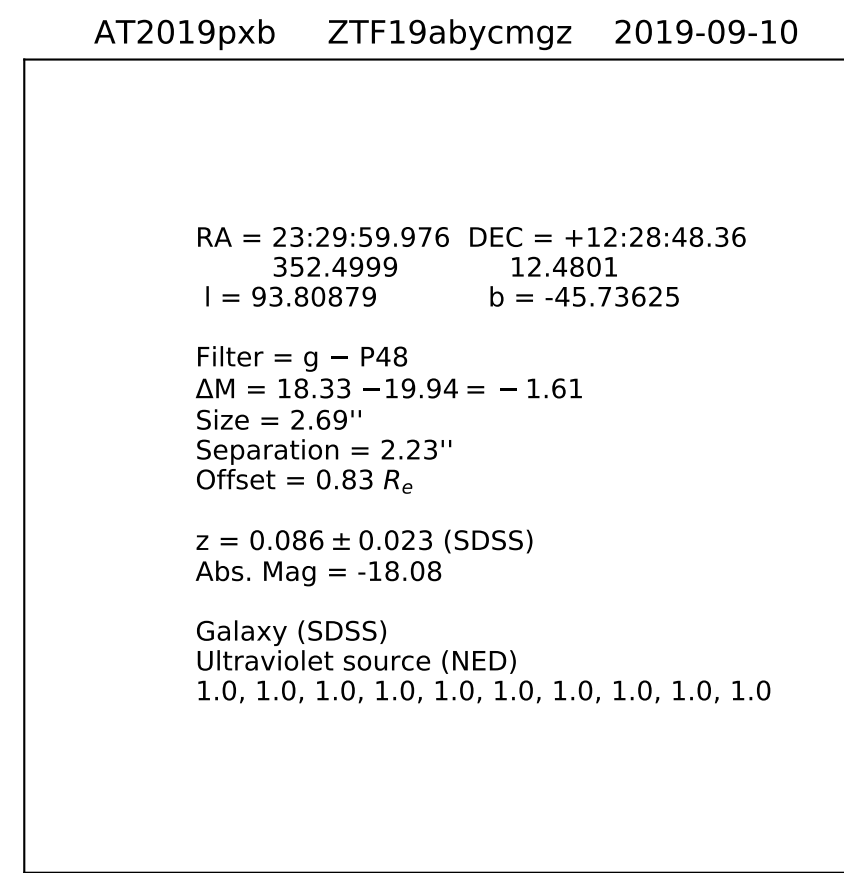 AT2019pxb ZTF19abycmgz 2019-09-10
RA = 23:29:59.976 DEC = +12:28:48.36
352.4999 12.4801
l = 93.80879 b = -45.73625
Filter = g − P48
ΔM = 18.33 −19.94 = − 1.61
Size = 2.69''
Separation = 2.23''
Offset = 0.83 Re
z = 0.086 ± 0.023 (SDSS)
Abs. Mag = -18.08
Galaxy (SDSS)
Ultraviolet source (NED)
1.0, 1.0, 1.0, 1.0, 1.0, 1.0, 1.0, 1.0, 1.0, 1.0